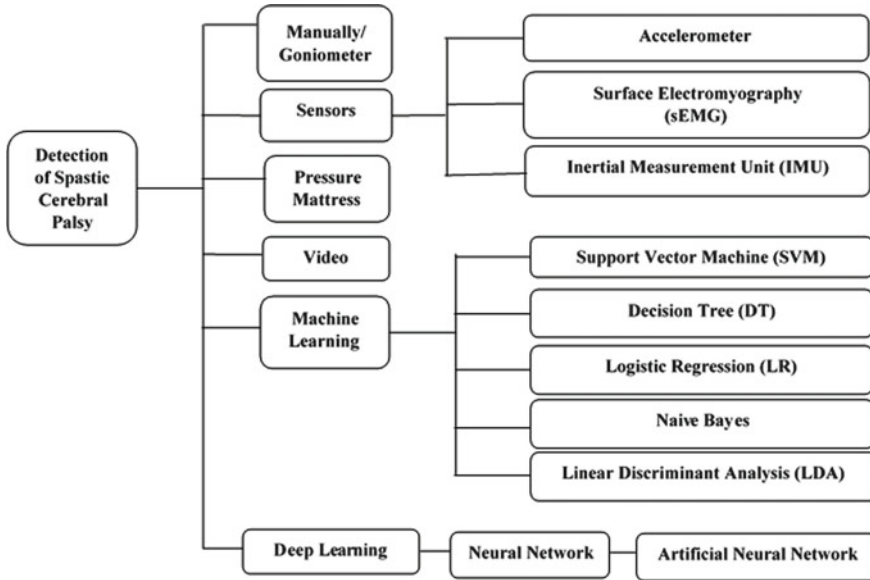 Manually/
Goniometer
Accelerometer
Sensors
Surface Electromyography
(sEMG)
Inertial Measurement Unit (IMU)
Detection
of Spastic
Cerebral
Palsy
Pressure
Mattress
Video
Support Vector Machine (SVM)
Machine
Learning
Decision Tree (DT)
Logistic Regression (LR)
Naive Bayes
Linear Discriminant Analysis (LDA)
Deep Learning
Neural Network
Artificial Neural Network